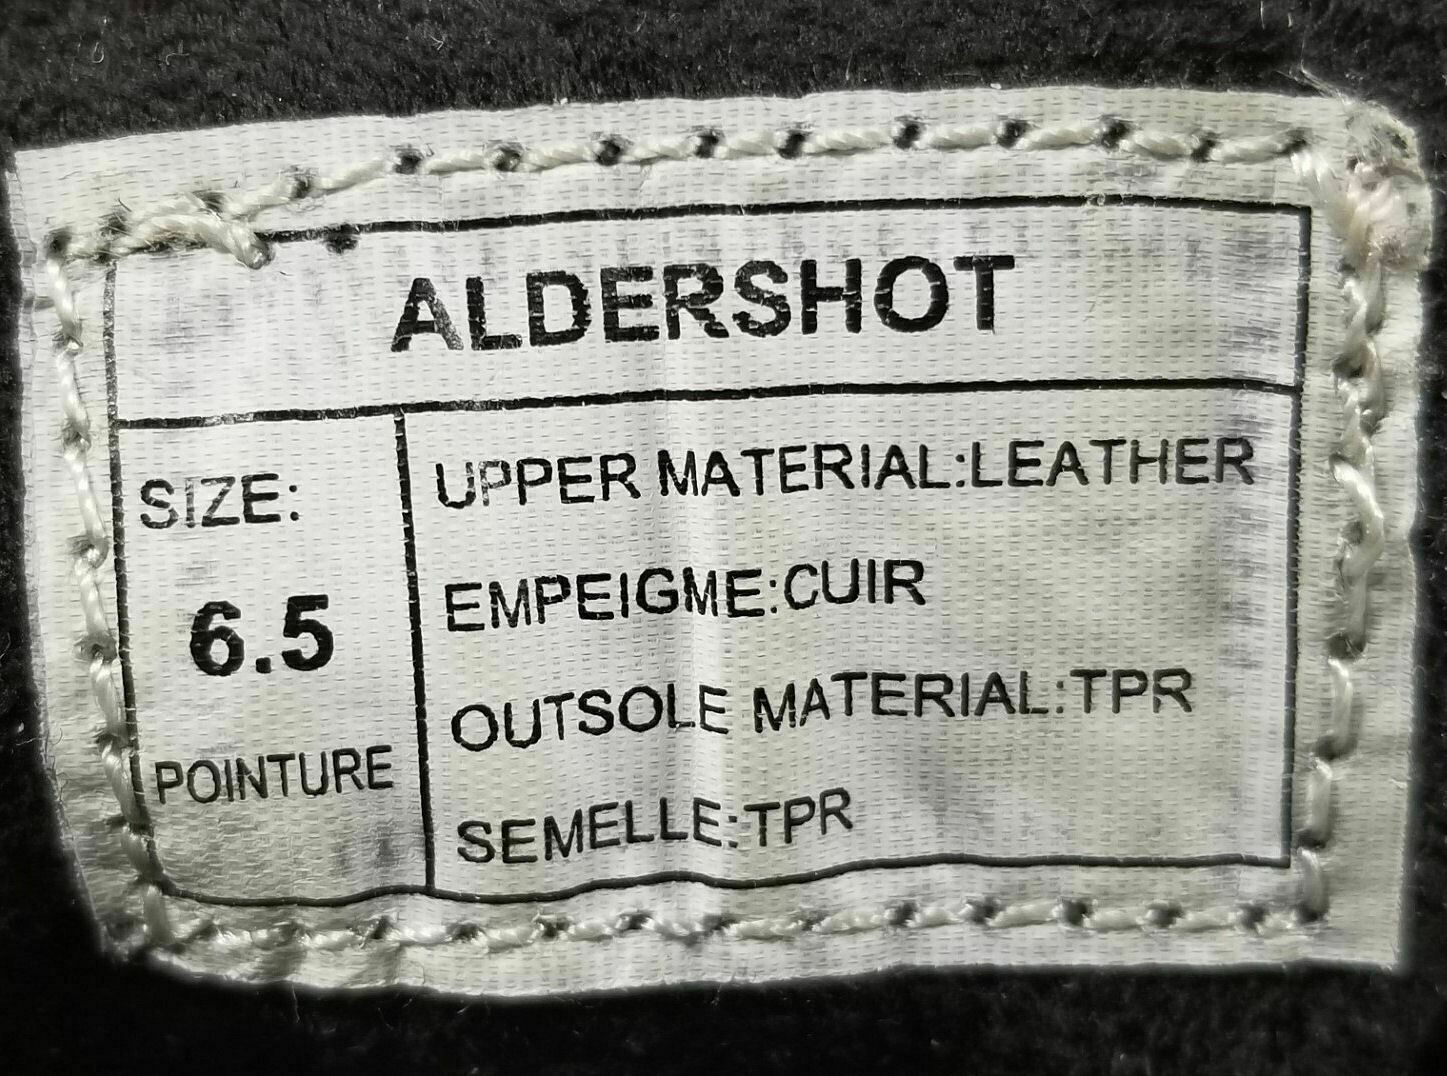 ALDERSHOT
SIZE:
6.5
POINTURE
UPPER MATERIAL:LEATHER
EMPEIGME:CUIR
OUTSOLE MATERIAL:TPR
SEMELLE:TPR